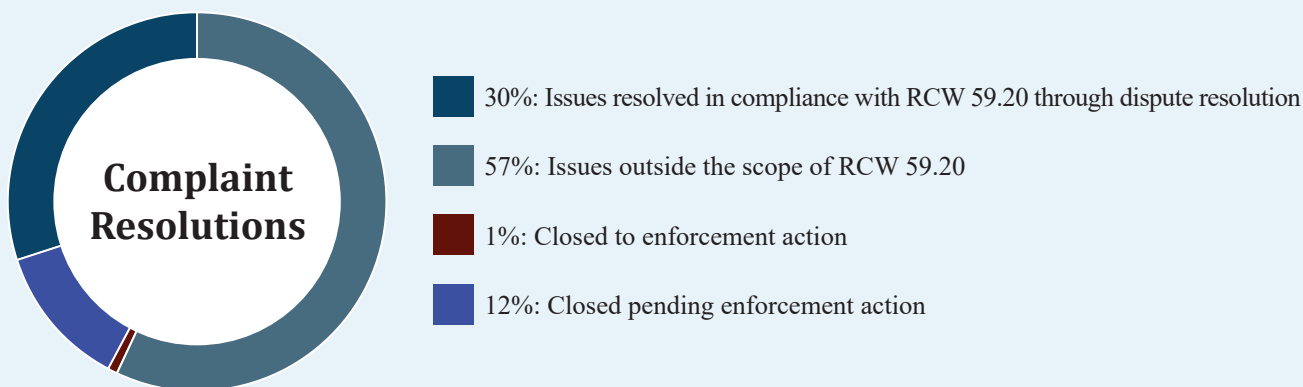 Complaint
Resolutions
30%: Issues resolved in compliance with RCW 59.20 through dispute resolution
57%: Issues outside the scope of RCW 59.20
1%: Closed to enforcement action
12%: Closed pending enforcement action